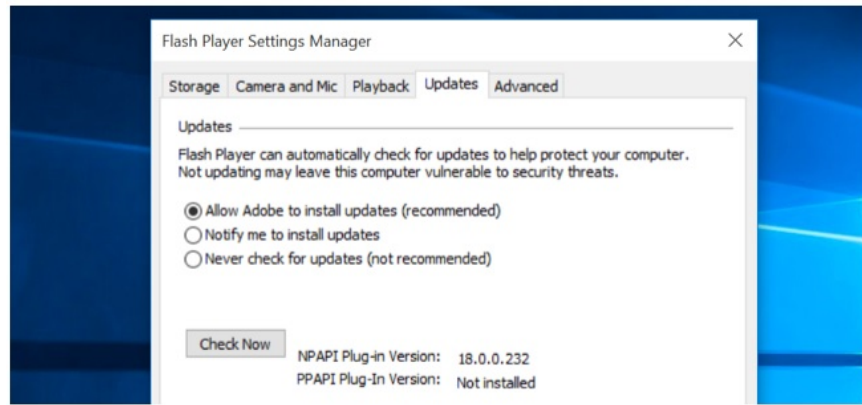 Flash Player Settings Manager
Storage Camera and Mic Playback Updates Advanced
Updates
Flash Player can automatically check for updates to help protect your computer.
Not updating may leave this computer vulnerable to security threats.
Allow Adobe to install updates (recommended)
Notify me to install updates
Never check for updates (not recommended)
Check Now
NPAPI Plug-in Version: 18.0.0.232
PPAPI Plug-In Version: Not installed